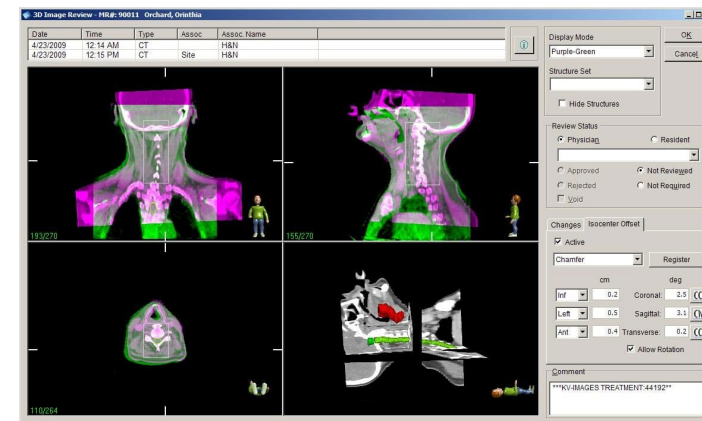 3D Image Review - MR#: 90011 Orchard, Orinthia
Date Time Type Assoc Assoc. Name
4/23/2009 12:14 AM CT H&N
4/23/2009 12:15 PM CT Site H&N
Display Mode
Purple-Green
Structure Set
Hide Structures
OK
Cancel
Review Status
Physician Resident
Approved Not Reviewed
Rejected Not Required
Void
Changes Isocenter Offset
Active
Chamfer Register
cm deg
Inf 0.2 Coronal: 2.5
Left 0.5 Sagittal: 3.1
Ant 0.4 Transverse: 0.2
Allow Rotation
Comment
***KV-IMAGES TREATMENT:44192**
193/270
155/270
110/264